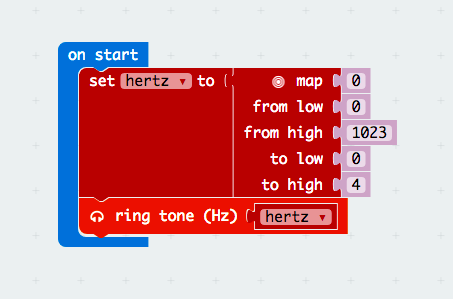 on start
set hertz to map 0
from low 0
from high 1023
to low 0
to high 4
ring tone (Hz) hertz